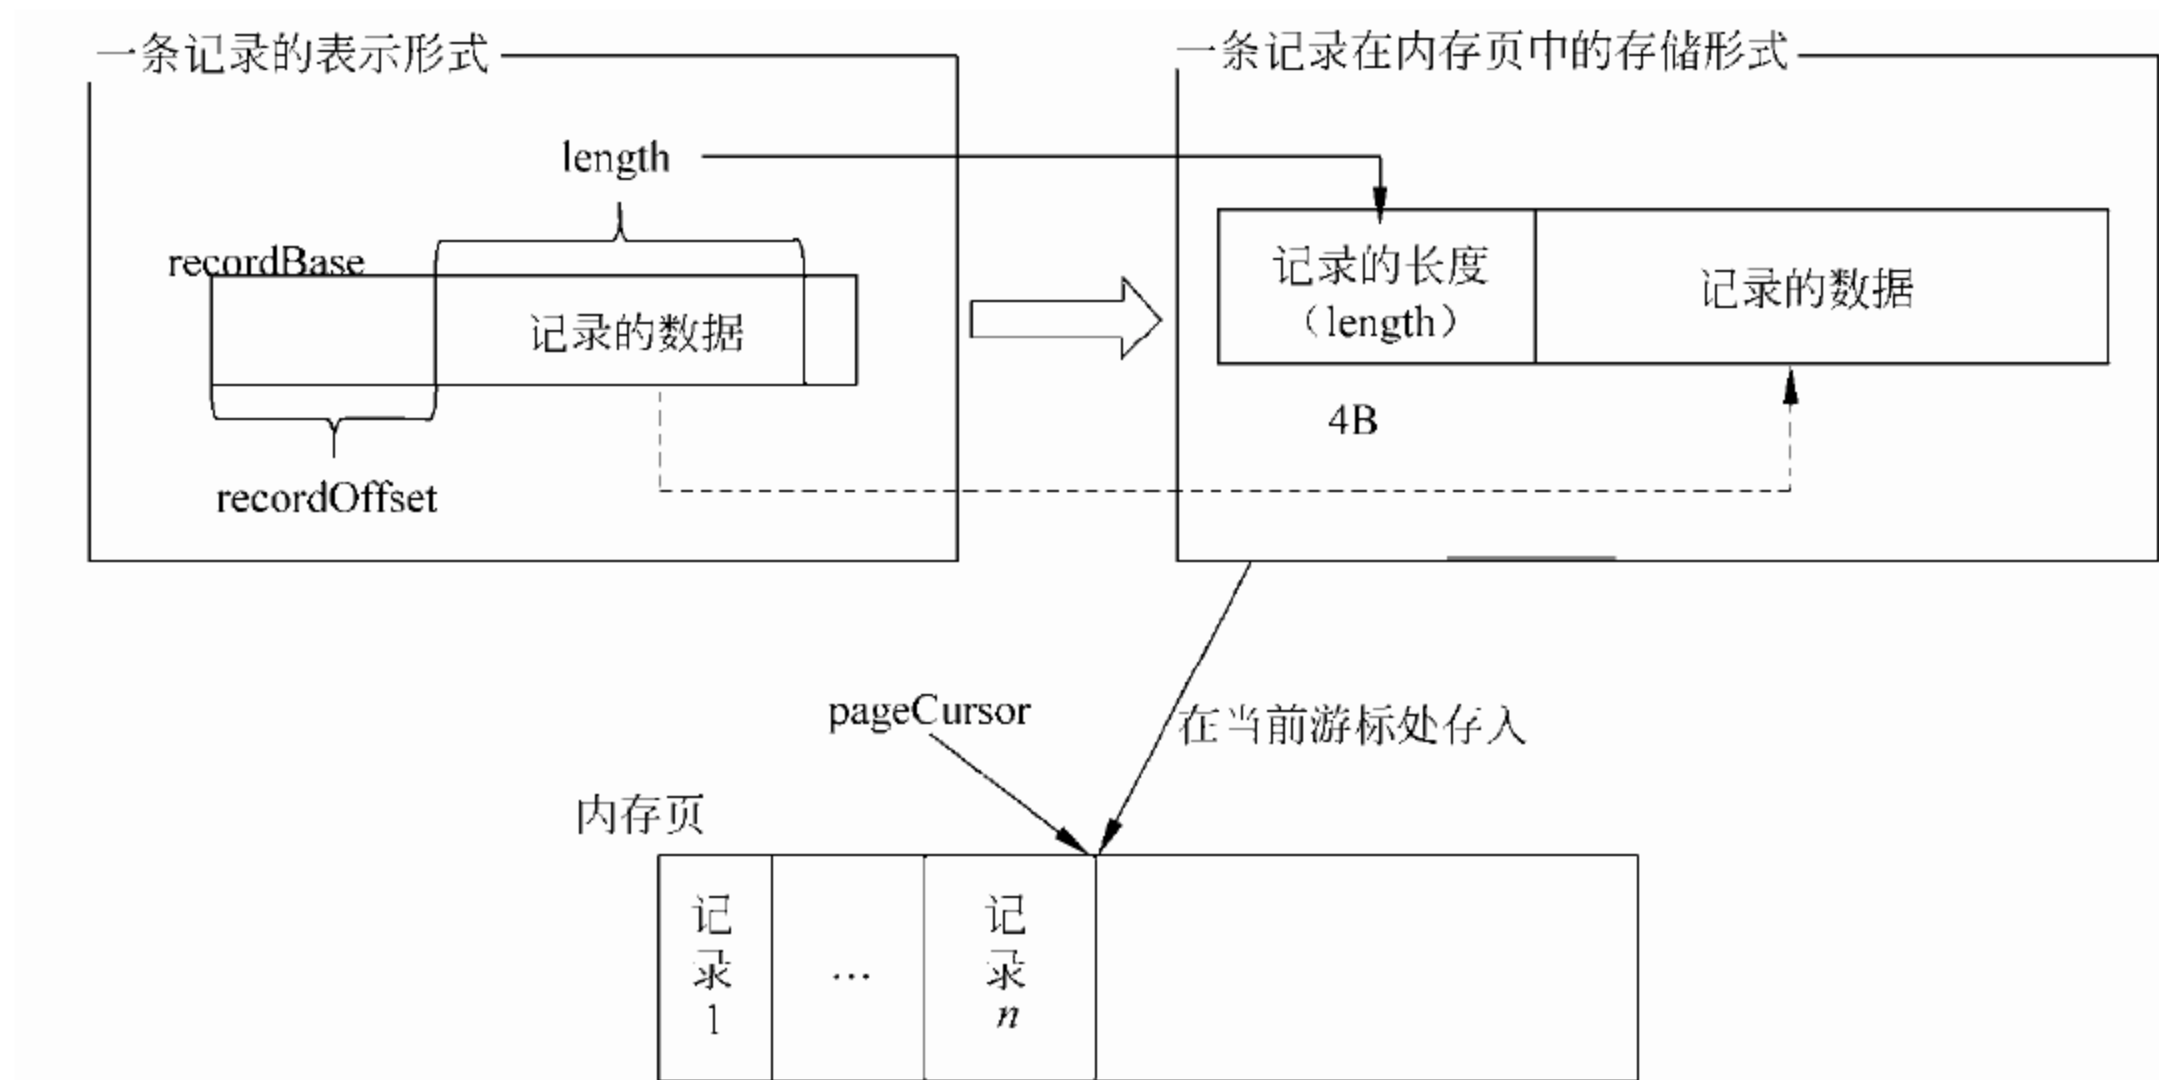 一条记录的表示形式
length
recordBase
记录的数据
recordOffset
一条记录在内存页中的存储形式
记录的长度
（length）
记录的数据
4B
pageCursor
在当前游标处存入
内存页
记
录
1
…
记
录
n